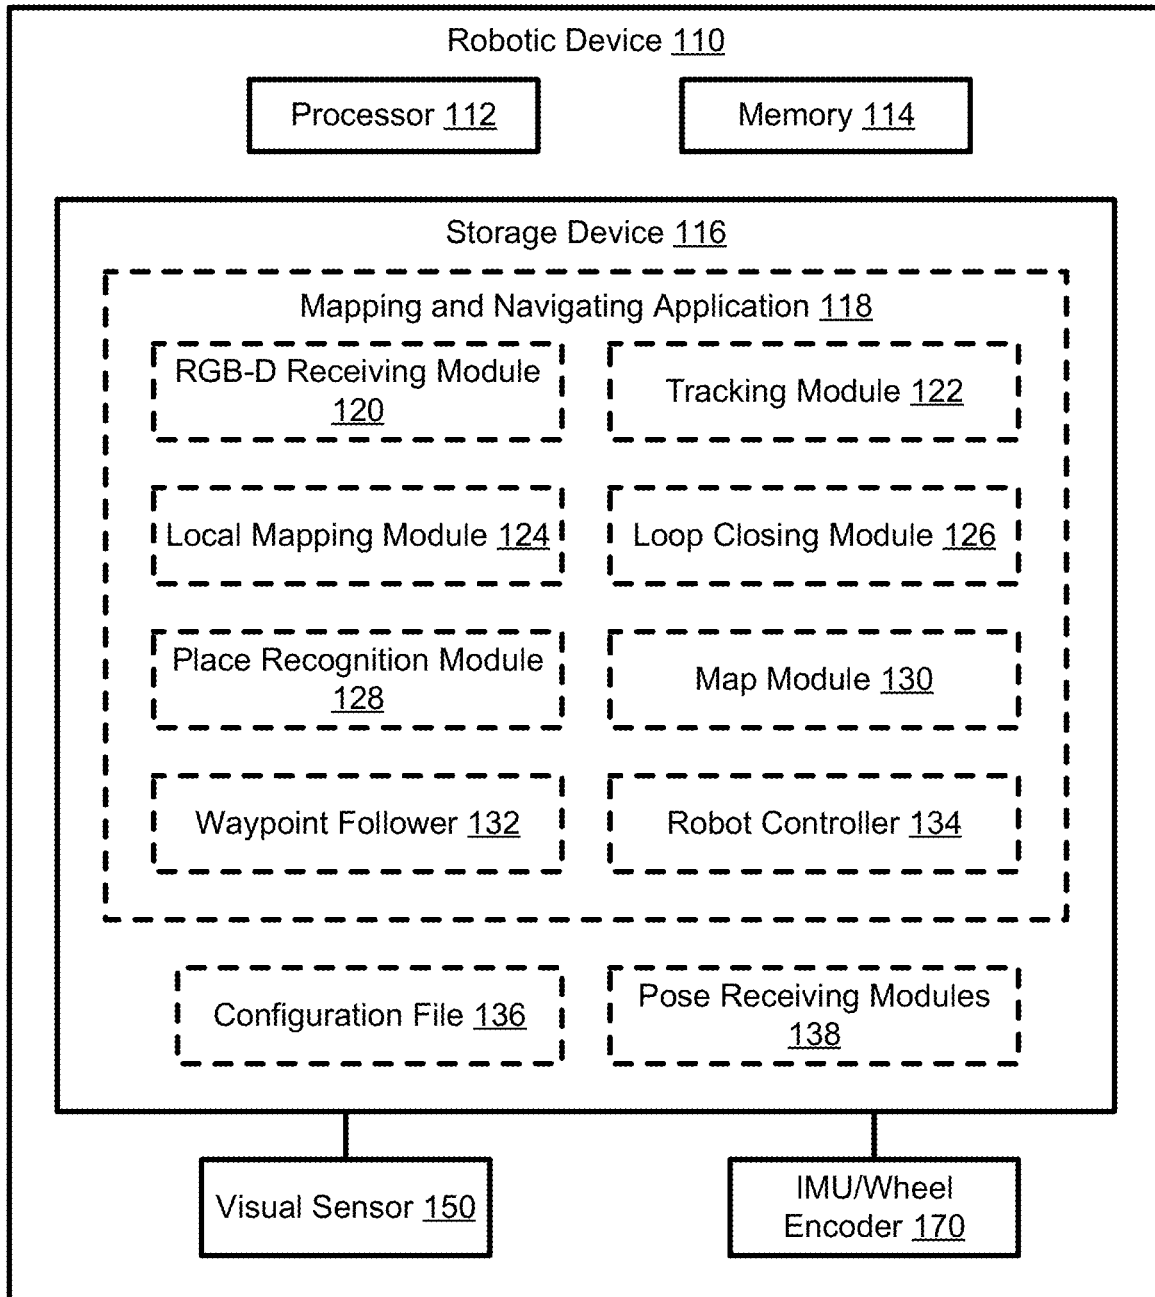 Robotic Device 110
Processor 112
Memory 114
Storage Device 116
Mapping and Navigating Application 118
RGB-D Receiving Module
120
Tracking Module 122
Local Mapping Module 124
Loop Closing Module 126
Place Recognition Module
128
Map Module 130
Waypoint Follower 132
Robot Controller 134
Configuration File 136
Pose Receiving Modules
138
Visual Sensor 150
IMU/Wheel
Encoder 170